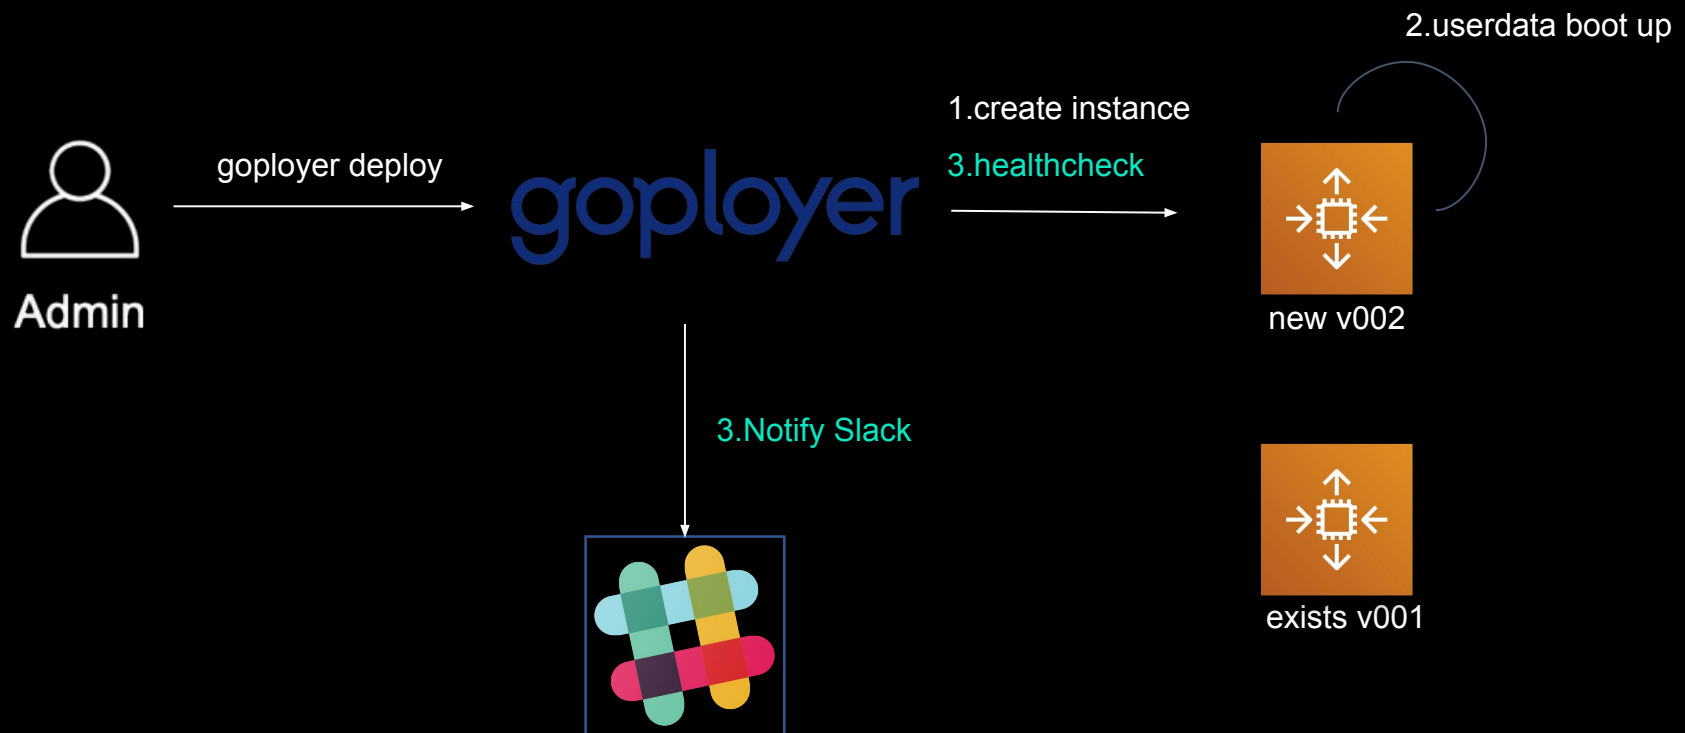 2.userdata boot up
1.create instance
goployer deploy
3.healthcheck
goployer
Admin
new v002
3.Notify Slack
exists v001